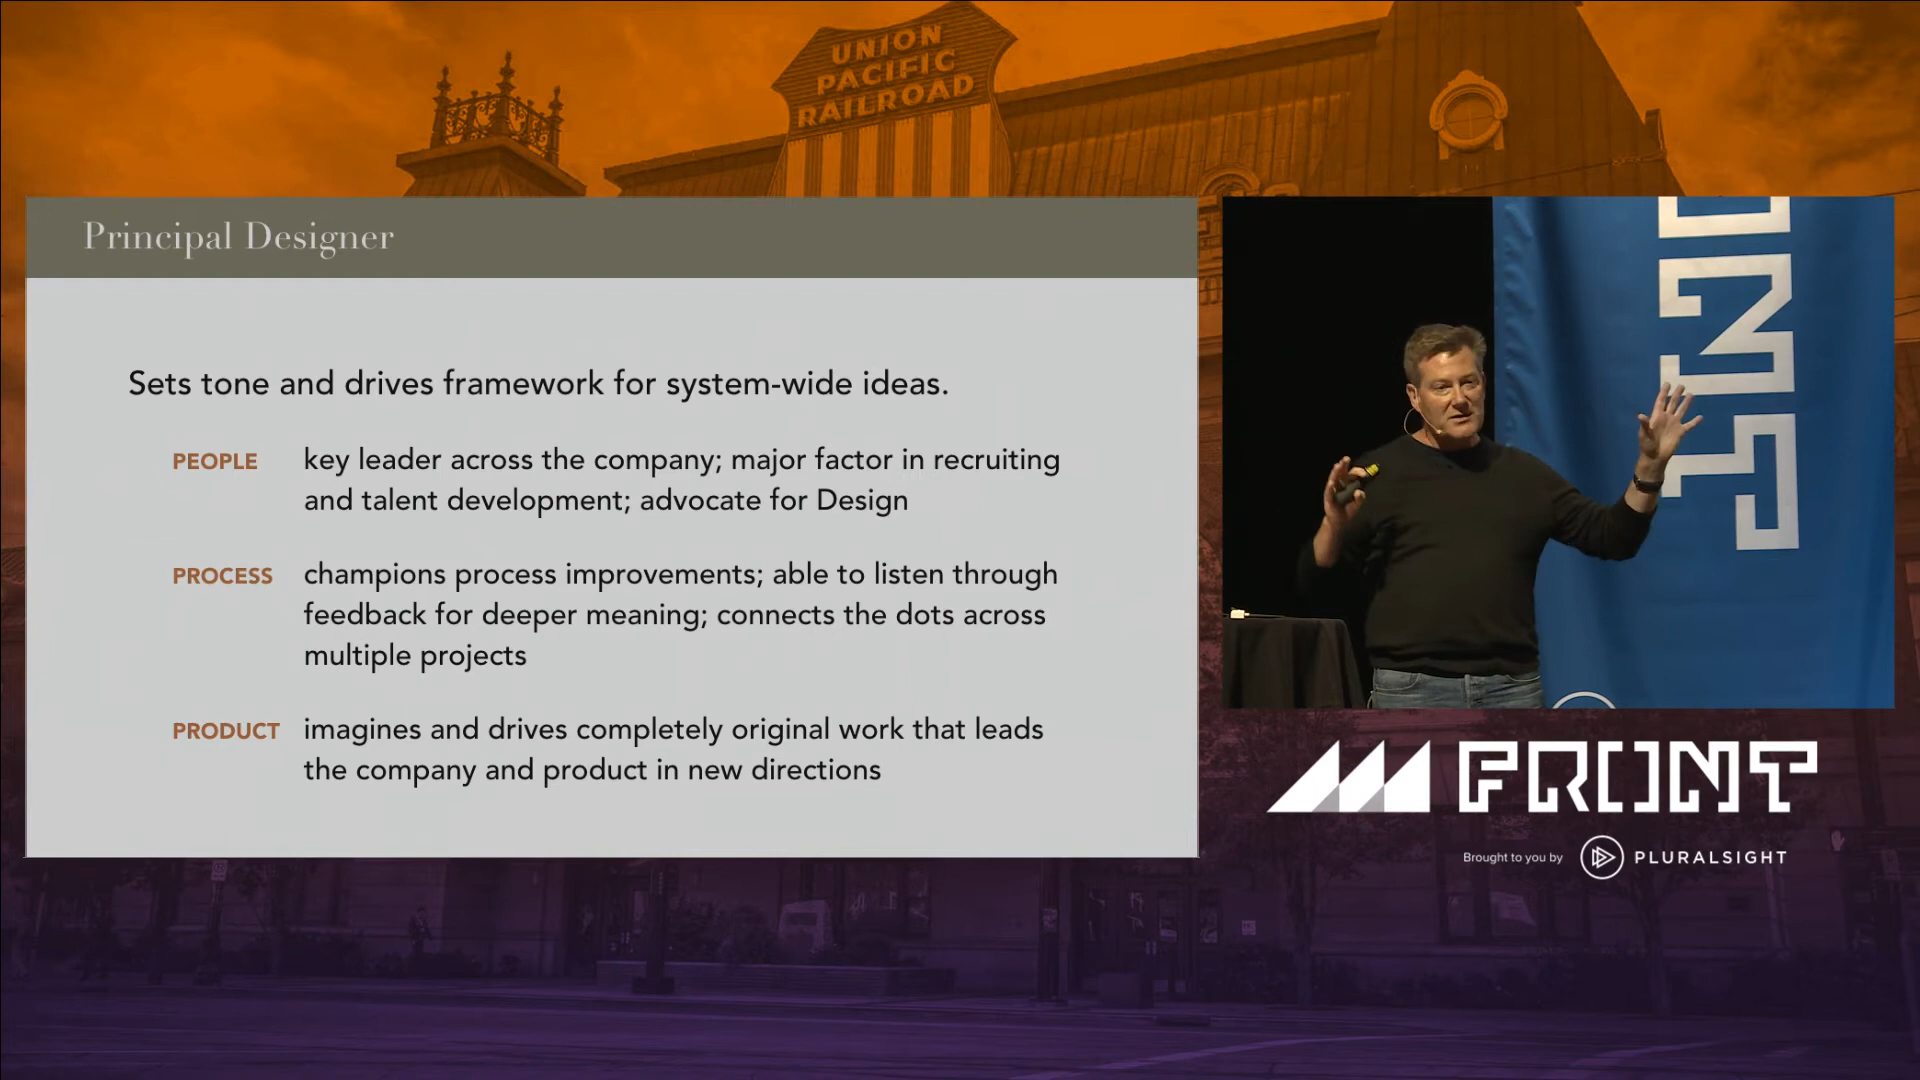 UNION
PACIFIC
RAILROAD
Principal Designer
Sets tone and drives framework for system-wide ideas.
PEOPLE key leader across the company; major factor in recruiting
and talent development; advocate for Design
PROCESS champions process improvements; able to listen through
feedback for deeper meaning; connects the dots across
multiple projects
PRODUCT imagines and drives completely original work that leads
the company and product in new directions
ONT
FRONT
Brought to you by PLURALSIGHT